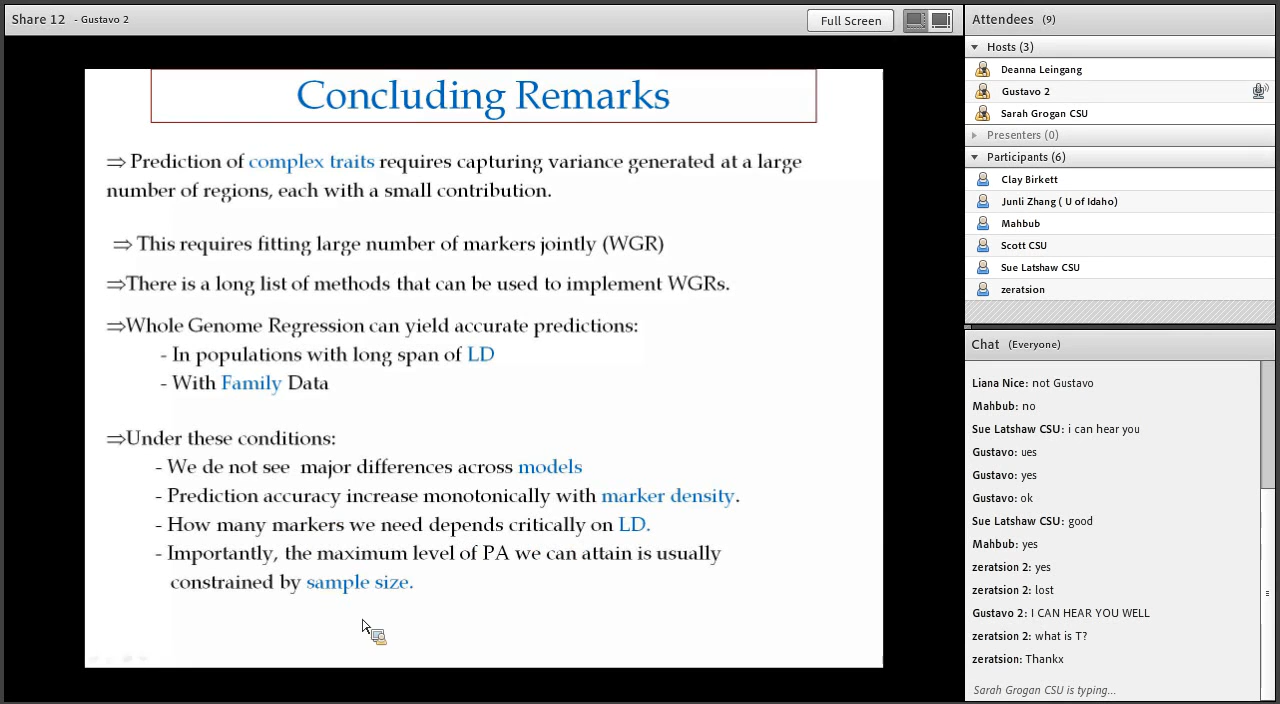 Share 12 - Gustavo 2
Full Screen
Concluding Remarks
⇒ Prediction of complex traits requires capturing variance generated at a large
number of regions, each with a small contribution.
⇒ This requires fitting large number of markers jointly (WGR)
⇒There is a long list of methods that can be used to implement WGRs.
⇒Whole Genome Regression can yield accurate predictions:
- In populations with long span of LD
- With Family Data
⇒Under these conditions:
- We de not see major differences across models
- Prediction accuracy increase monotonically with marker density.
- How many markers we need depends critically on LD.
- Importantly, the maximum level of PA we can attain is usually
constrained by sample size.
Attendees (9)
Hosts (3)
Deanna Leingang
Gustavo 2
Sarah Grogan CSU
Presenters (0)
Participants (6)
Clay Birkett
Junli Zhang ( U of Idaho)
Mahbub
Scott CSU
Sue Latshaw CSU
zeratsion
Chat (Everyone)
Liana Nice: not Gustavo
Mahbub: no
Sue Latshaw CSU: i can hear you
Gustavo: ues
Gustavo: yes
Gustavo: ok
Sue Latshaw CSU: good
Mahbub: yes
zeratsion 2: yes
zeratsion 2: lost
Gustavo 2: I CAN HEAR YOU WELL
zeratsion 2: what is T?
zeratsion: Thankx
Sarah Grogan CSU is typing...